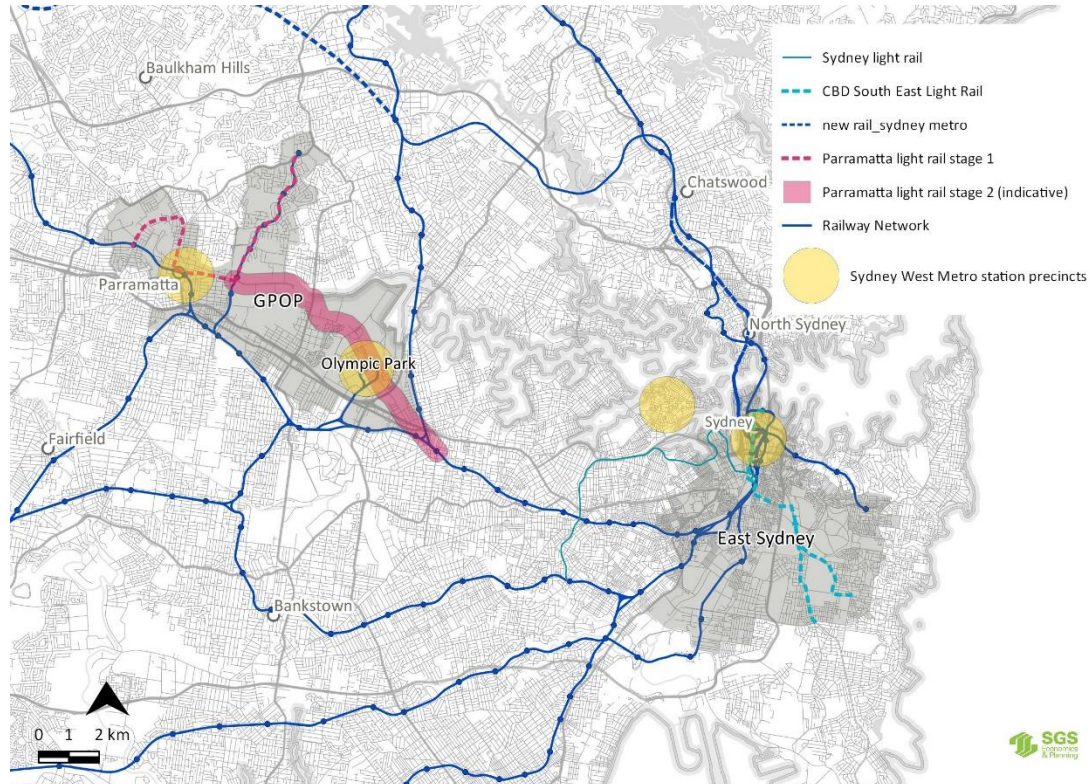 Baulkham Hills
Parramatta
GPOP
Olympic Park
Fairfield
Bankstown
Chatswood
North Sydney
Sydney
East Sydney
Sydney light rail
CBD South East Light Rail
new rail_sydney metro
Parramatta light rail stage 1
Parramatta light rail stage 2 (indicative)
Railway Network
Sydney West Metro station precincts
0 1 2 km
SGS
Economics
& Planning